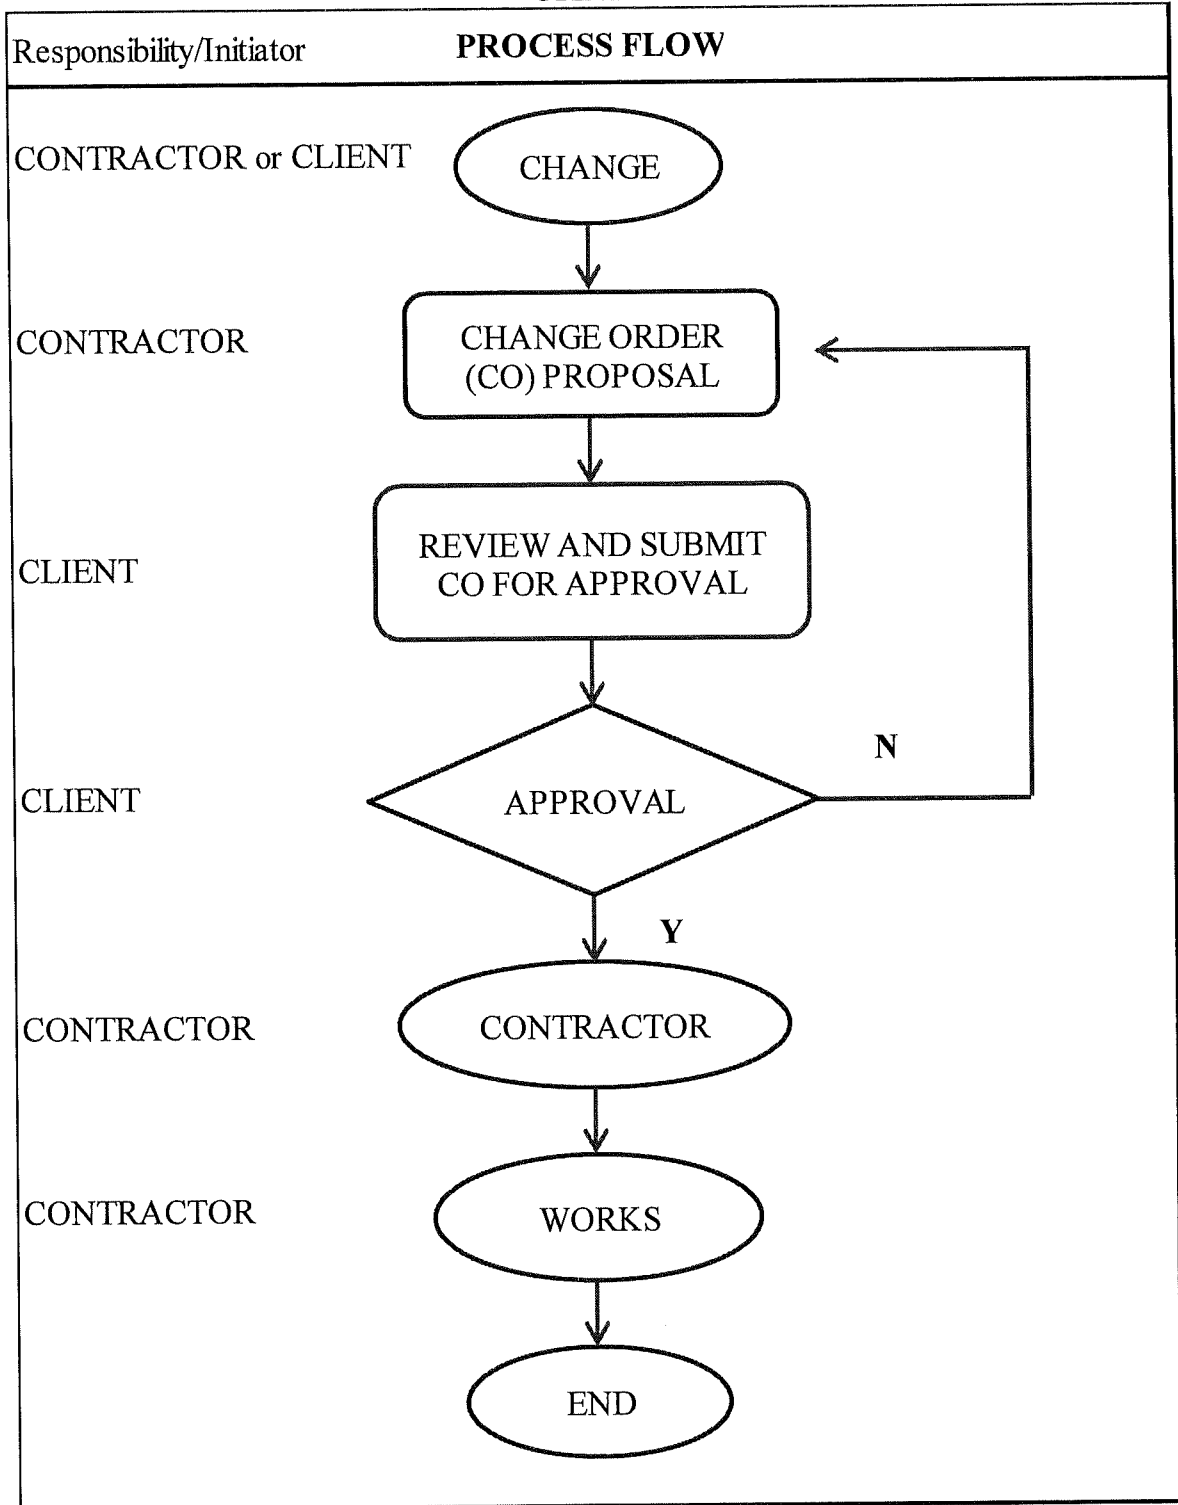 Responsibility/Initiator PROCESS FLOW
CONTRACTOR or CLIENT CHANGE
CONTRACTOR CHANGE ORDER
(CO) PROPOSAL
REVIEW AND SUBMIT
CLIENT CO FOR APPROVAL
N
CLIENT APPROVAL
Y
CONTRACTOR CONTRACTOR
CONTRACTOR WORKS
END